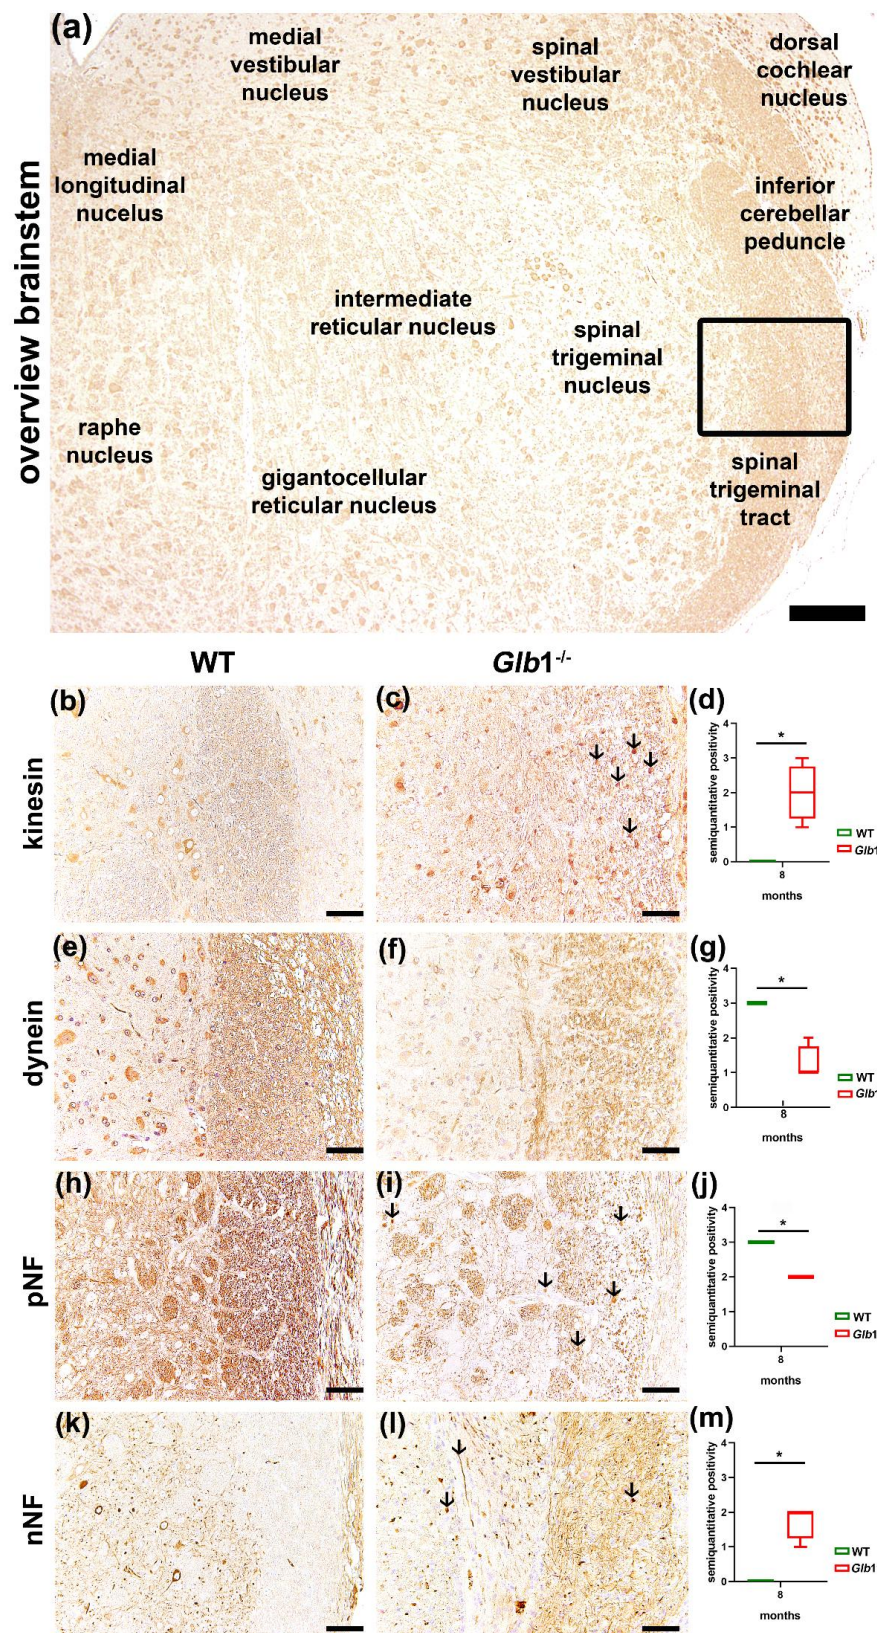 (a)
medial
vestibular
nucleus
spinal
vestibular
nucleus
dorsal
cochlear
nucleus
medial
longitudinal
nucelus
inferior
cerebellar
peduncle
intermediate
reticular nucleus
spinal
trigeminal
nucleus
raphe
nucleus
gigantocellular
reticular nucleus
spinal
trigeminal
tract
overview brainstem
WT
Glb1-/-
kinesin
(b)
(c)
(d)
semiquantitative positivity
4
3
2
1
0
*
8
months
WT
Glb1
dynein
(e)
(f)
(g)
semiquantitative positivity
4
3
2
1
0
*
8
months
WT
Glb1
pNF
(h)
(i)
(j)
semiquantitative positivity
4
3
2
1
0
*
8
months
WT
Glb1
nNF
(k)
(l)
(m)
semiquantitative positivity
4
3
2
1
0
*
8
months
WT
Glb1